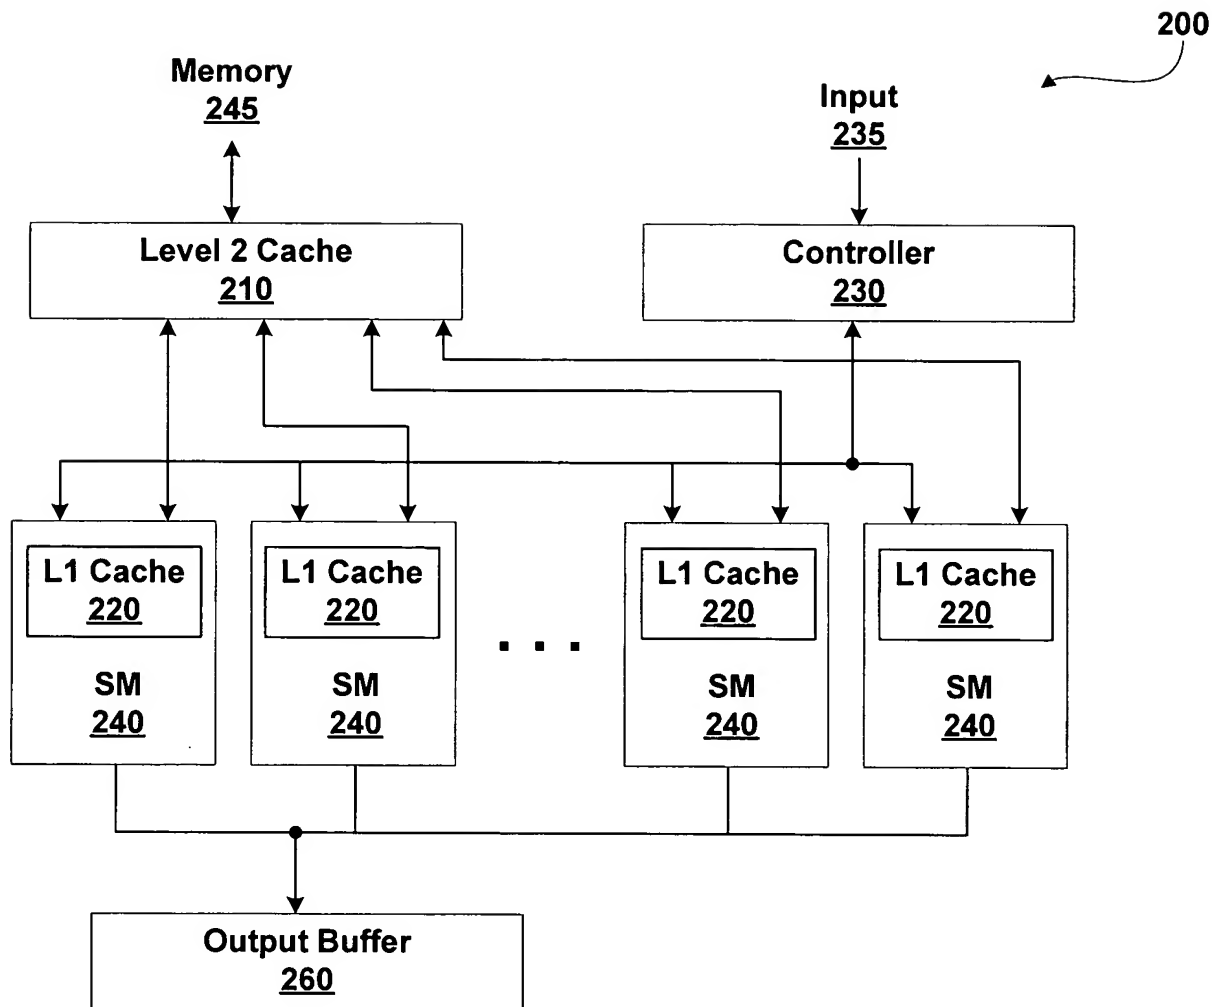 200
Memory
245
Input
235
Level 2 Cache
210
Controller
230
L1 Cache
220
SM
240
L1 Cache
220
SM
240
. . .
L1 Cache
220
SM
240
L1 Cache
220
SM
240
Output Buffer
260